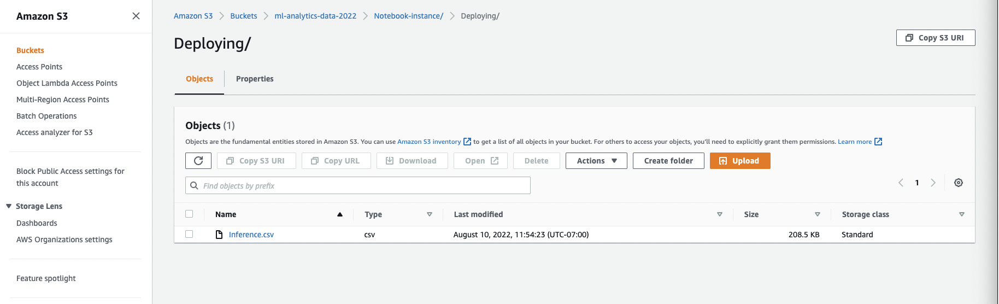 Amazon S3
Buckets
Access Points
Object Lambda Access Points
Multi-Region Access Points
Batch Operations
Access analyzer for S3
Block Public Access settings for
this account
Storage Lens
Dashboards
AWS Organizations settings
Feature spotlight
Amazon S3 Buckets ml-analytics-data-2022 Notebook-instance/ Deploying/
Deploying/
Copy S3 URI
Objects Properties
Objects (1)
Objects are the fundamental entities stored in Amazon S3. You can use Amazon S3 inventory to get a list of all objects in your bucket. For others to access your objects, you'll need to explicitly grant them permissions. Learn more
Copy S3 URI Copy URL Download Open Delete Actions Create folder Upload
Find objects by prefix
1
Name Type Last modified Size Storage class
Inference.csv csv August 10, 2022, 11:54:23 (UTC-07:00) 208.5 KB Standard